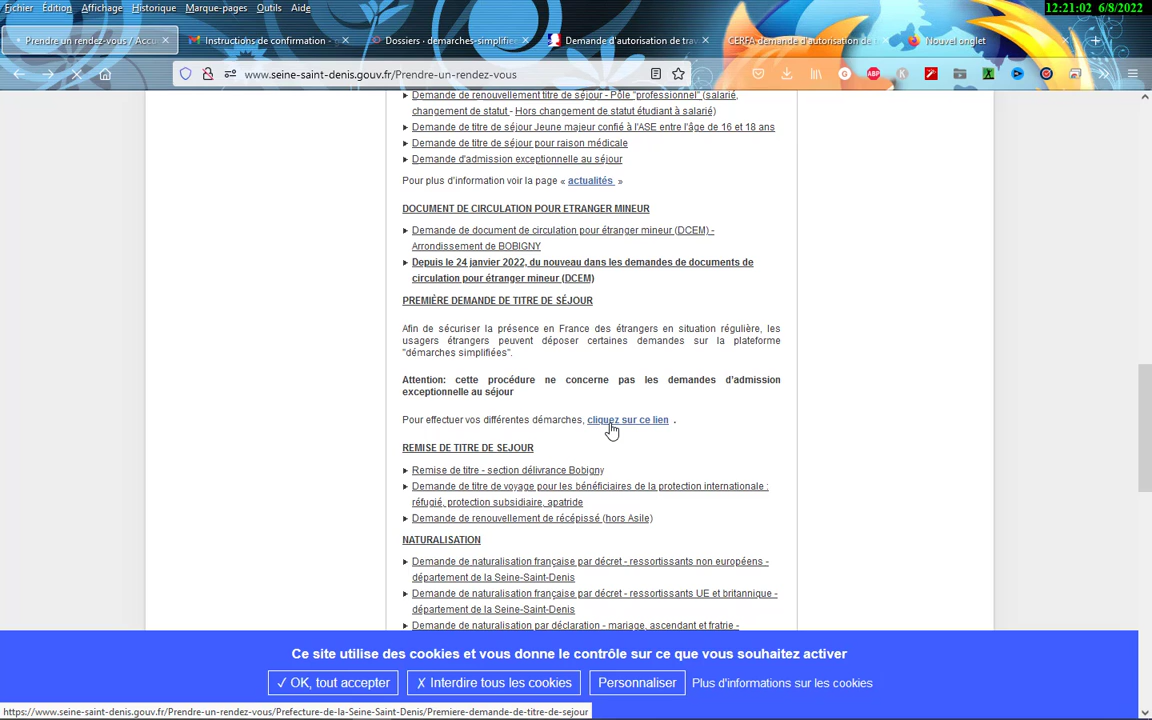 Fichier Édition Affichage Historique Marque-pages Outils Aide
12:21:02 6/8/2022
Prendre un rendez-vous / Accu
Instructions de confirmation -
Dossiers · demarches-simplifie
Demande d'autorisation de trav
CERFA demande d'autorisation de
Nouvel onglet
www.seine-saint-denis.gouv.fr/Prendre-un-rendez-vous
Demande de renouvellement titre de séjour - Pôle "professionnel" (salarié,
changement de statut - Hors changement de statut étudiant à salarié)
Demande de titre de séjour Jeune majeur confié à l'ASE entre l'âge de 16 et 18 ans
Demande de titre de séjour pour raison médicale
Demande d'admission exceptionnelle au séjour
Pour plus d'information voir la page « actualités »
DOCUMENT DE CIRCULATION POUR ETRANGER MINEUR
Demande de document de circulation pour étranger mineur (DCEM) -
Arrondissement de BOBIGNY
Depuis le 24 janvier 2022, du nouveau dans les demandes de documents de
circulation pour étranger mineur (DCEM)
PREMIÈRE DEMANDE DE TITRE DE SÉJOUR
Afin de sécuriser la présence en France des étrangers en situation régulière, les
usagers étrangers peuvent déposer certaines demandes sur la plateforme
"démarches simplifiées".
Attention: cette procédure ne concerne pas les demandes d'admission
exceptionnelle au séjour
Pour effectuer vos différentes démarches, cliquez sur ce lien .
REMISE DE TITRE DE SEJOUR
Remise de titre - section délivrance Bobigny
Demande de titre de voyage pour les bénéficiaires de la protection internationale :
réfugié, protection subsidiaire, apatride
Demande de renouvellement de récépissé (hors Asile)
NATURALISATION
Demande de naturalisation française par décret - ressortissants non européens -
département de la Seine-Saint-Denis
Demande de naturalisation française par décret - ressortissants UE et britannique -
département de la Seine-Saint-Denis
Demande de naturalisation par déclaration - mariage, ascendant et fratrie -
Ce site utilise des cookies et vous donne le contrôle sur ce que vous souhaitez activer
✓ OK, tout accepter
✗ Interdire tous les cookies
Personnaliser
Plus d'informations sur les cookies
https://www.seine-saint-denis.gouv.fr/Prendre-un-rendez-vous/Prefecture-de-la-Seine-Saint-Denis/Premiere-demande-de-titre-de-sejour